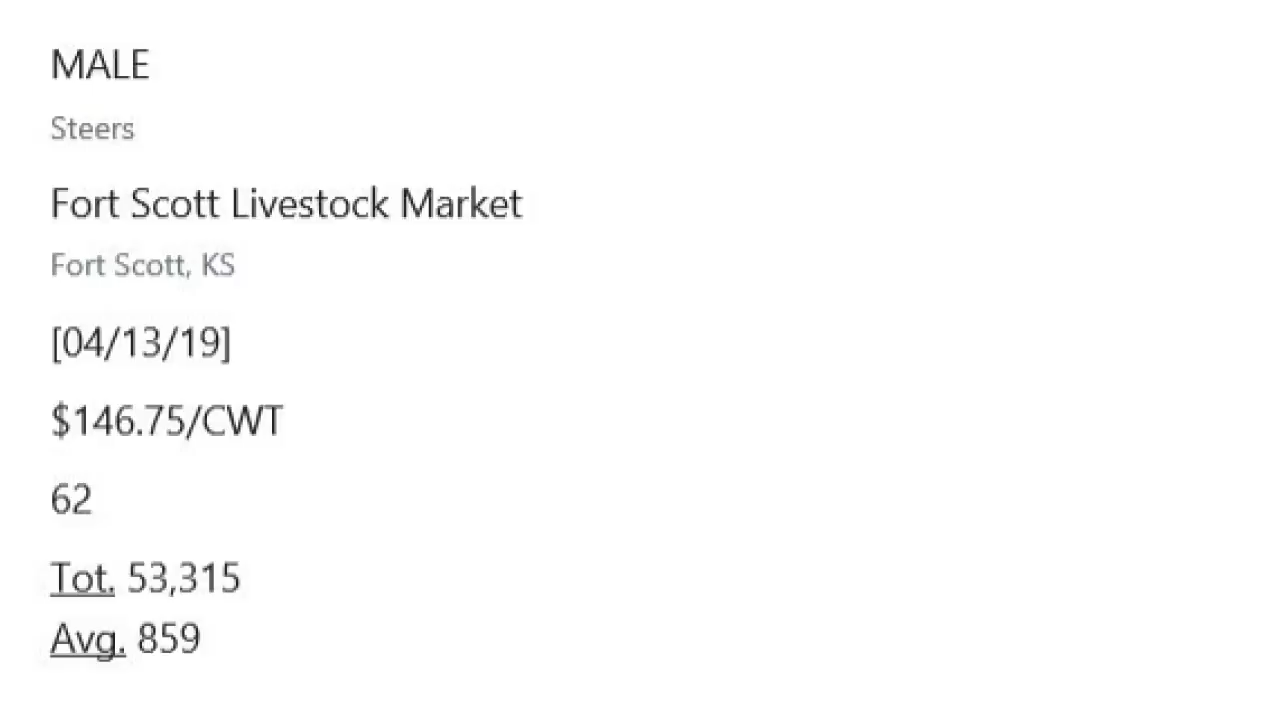 MALE
Steers
Fort Scott Livestock Market
Fort Scott, KS
[04/13/19]
$146.75/CWT
62
Tot. 53,315
Avg. 859